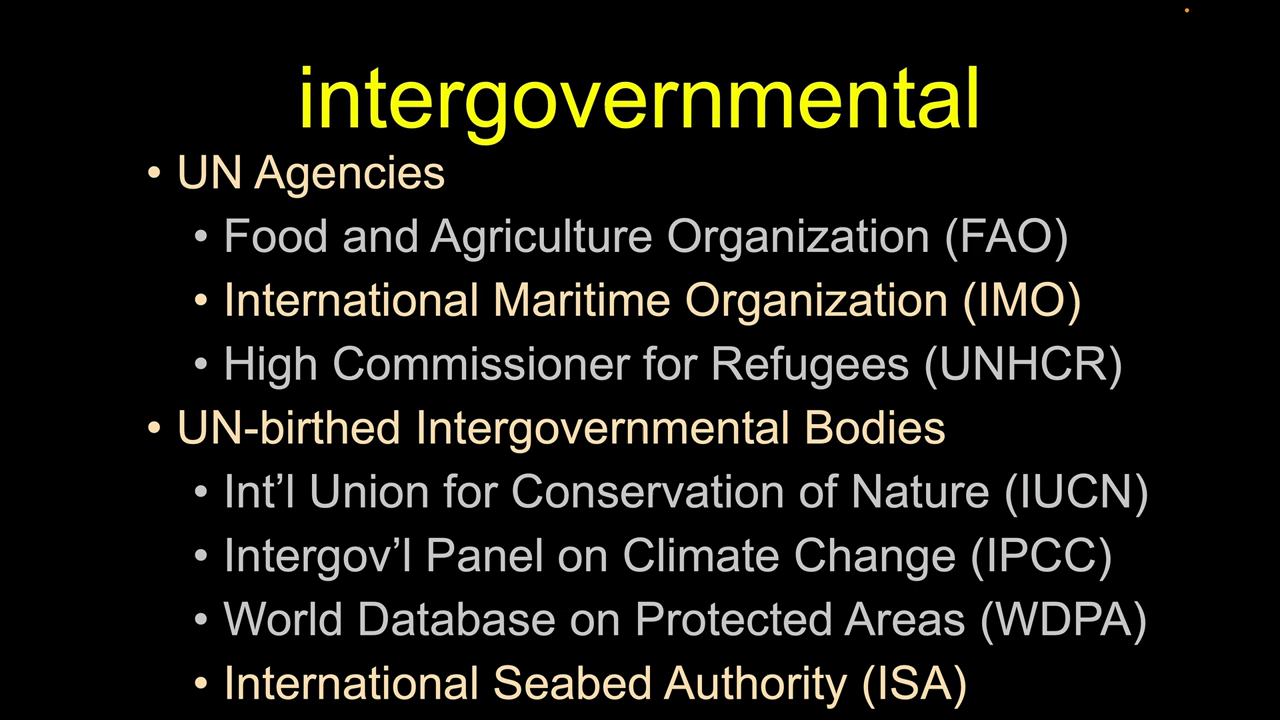 intergovernmental
• UN Agencies
• Food and Agriculture Organization (FAO)
• International Maritime Organization (IMO)
• High Commissioner for Refugees (UNHCR)
• UN-birthed Intergovernmental Bodies
• Int’l Union for Conservation of Nature (IUCN)
• Intergov’l Panel on Climate Change (IPCC)
• World Database on Protected Areas (WDPA)
• International Seabed Authority (ISA)